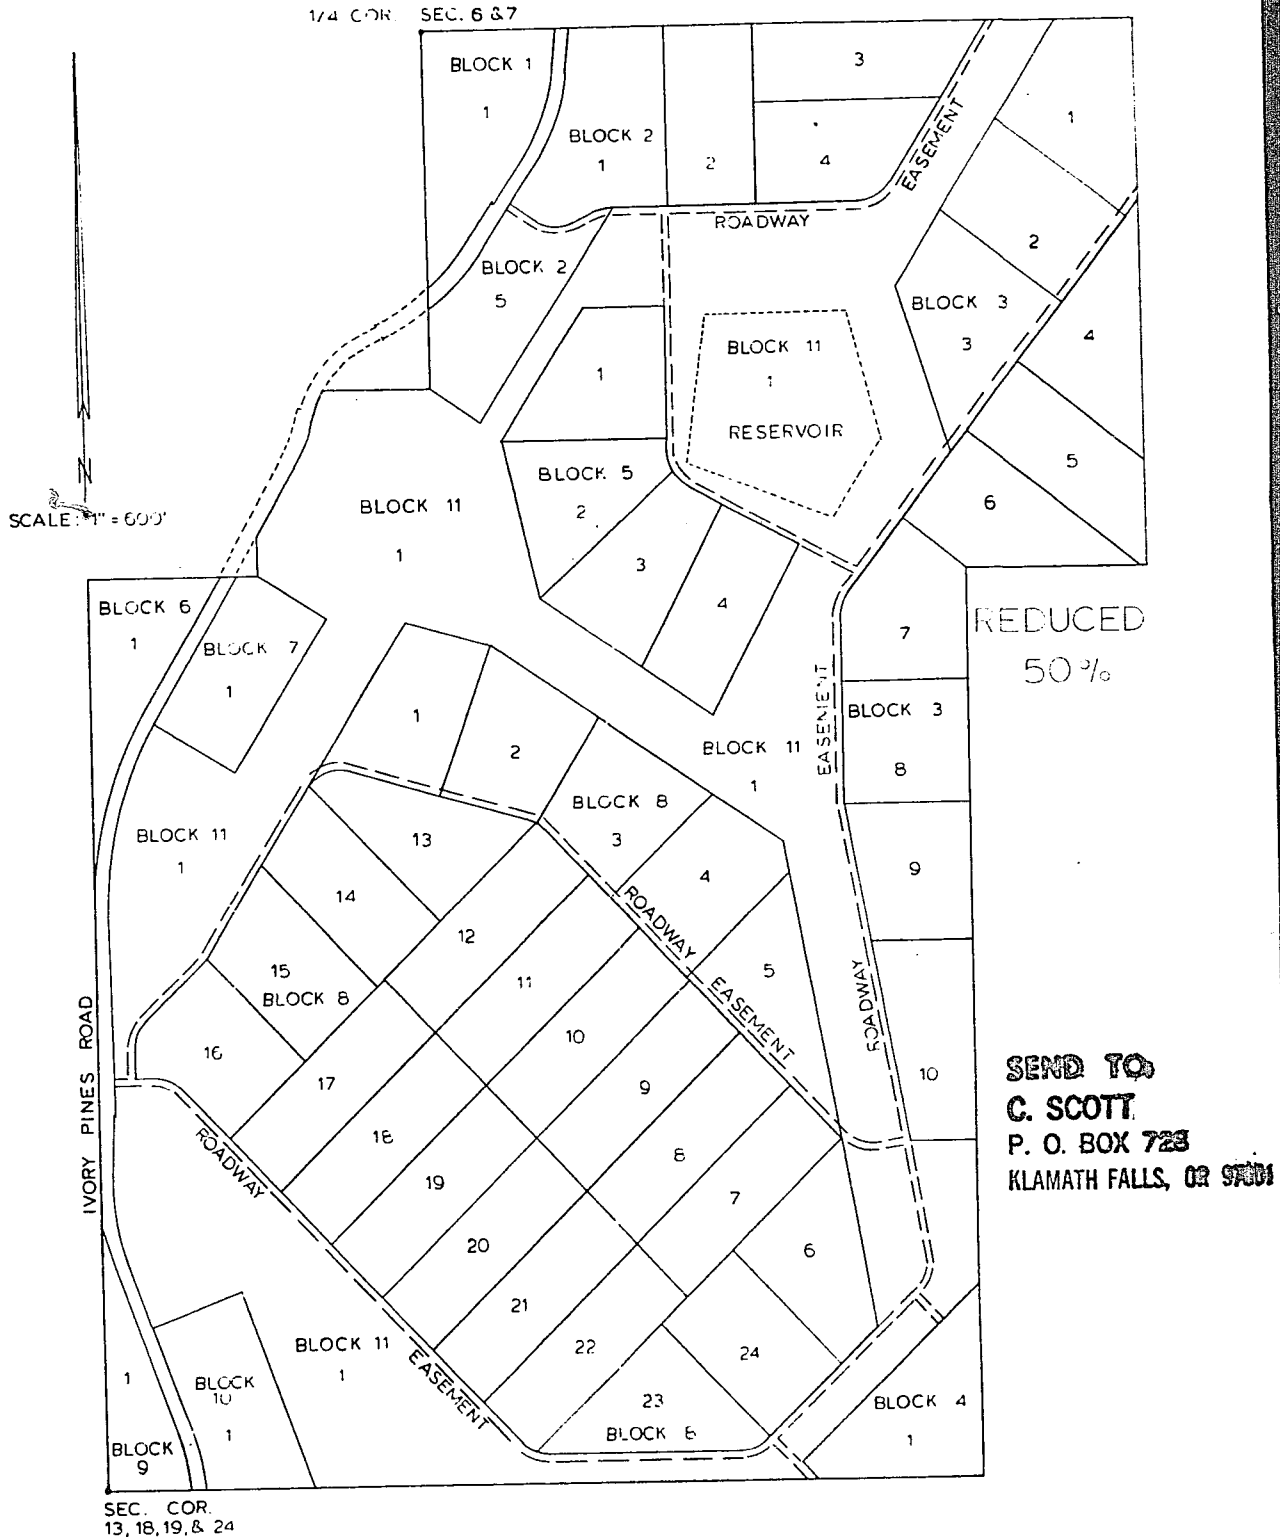 1/4 COR. SEC. 6 & 7
BLOCK 1
1
BLOCK 2
1
2
3
4
EASEMENT
1
ROADWAY
2
BLOCK 2
5
BLOCK 3
3
4
BLOCK 11
1
RESERVOIR
1
5
BLOCK 5
2
6
N
SCALE: 1" = 600'
BLOCK 11
1
3
4
BLOCK 6
1
BLOCK 7
1
7
REDUCED
50%
EASEMENT
BLOCK 3
8
1
2
BLOCK 11
1
BLOCK 8
3
BLOCK 11
1
13
4
9
14
ROADWAY
12
5
15
BLOCK 8
11
EASEMENT
ROADWAY
10
16
17
9
10
IVORY PINES ROAD
SEND TO:
C. SCOTT
P. O. BOX
KLAMATH FALLS, OR
ROADWAY
18
8
19
7
20
6
21
BLOCK 11
1
22
24
EASEMENT
1
BLOCK
10
1
23
BLOCK 8
BLOCK 4
1
BLOCK
9
SEC. COR.
13, 18, 19, & 24